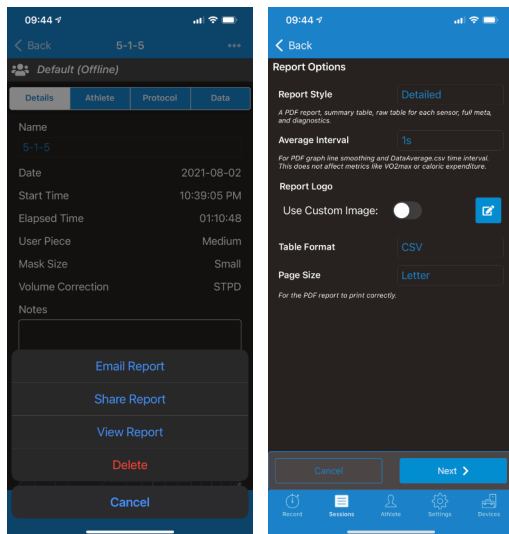 09:44
Back
5-1-5
Default (Offline)
Details
Athlete
Protocol
Data
Name
5-1-5
Date
2021-08-02
Start Time
10:39:05 PM
Elapsed Time
01:10:48
User Piece
Medium
Mask Size
Small
Volume Correction
STPD
Notes
Email Report
Share Report
View Report
Delete
Cancel
09:44
Back
Report Options
Report Style
Detailed
A PDF report, summary table, raw table for each sensor, full meta,
and diagnostics.
Average Interval
1s
For PDF graph line smoothing and DataAverage.csv time interval.
This does not affect metrics like VO2max or caloric expenditure.
Report Logo
Use Custom Image:
Table Format
CSV
Page Size
Letter
For the PDF report to print correctly.
Cancel
Next
Record
Sessions
Athlete
Settings
Devices